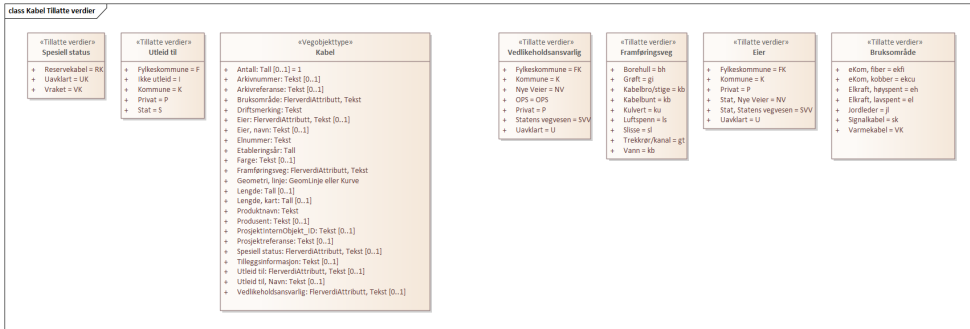 class Kabel Tillatte verdier
«Tillatte verdier»
Spesiell status
+ Reservekabel = RK
+ Uavklart = UK
+ Vraket = VK
«Tillatte verdier»
Utleid til
+ Fylkeskommune = F
+ Ikke utleid = I
+ Kommune = K
+ Privat = P
+ Stat = S
«Vegobjekttype»
Kabel
+ Antall: Tall [0..1] = 1
+ Arkivnummer: Tekst [0..1]
+ Arkivreferanse: Tekst [0..1]
+ Bruksområde: FlerverdiAttributt, Tekst
+ Driftsmerking: Tekst
+ Eier: FlerverdiAttributt, Tekst [0..1]
+ Eier, navn: Tekst [0..1]
+ Elnummer: Tekst
+ Etableringsår: Tall
+ Farge: Tekst [0..1]
+ Framføringsveg: FlerverdiAttributt, Tekst
+ Geometri, linje: GeomLinje eller Kurve
+ Lengde: Tall [0..1]
+ Lengde, kart: Tall [0..1]
+ Produktnavn: Tekst
+ Produsent: Tekst [0..1]
+ ProsjektInternObjekt_ID: Tekst [0..1]
+ Prosjektreferanse: Tekst [0..1]
+ Spesiell status: FlerverdiAttributt, Tekst [0..1]
+ Tilleggsinformasjon: Tekst [0..1]
+ Utleid til: FlerverdiAttributt, Tekst [0..1]
+ Utleid til, Navn: Tekst [0..1]
+ Vedlikeholdsansvarlig: FlerverdiAttributt, Tekst [0..1]
«Tillatte verdier»
Vedlikeholdsansvarlig
+ Fylkeskommune = FK
+ Kommune = K
+ Nye Veier = NV
+ OPS = OPS
+ Privat = P
+ Statens vegvesen = SVV
+ Uavklart = U
«Tillatte verdier»
Framføringsveg
+ Borehull = bh
+ Grøft = gi
+ Kabelbro/stige = kb
+ Kabelbunt = kb
+ Kulvert = ku
+ Luftspenn = ls
+ Slisse = sl
+ Trekkrør/kanal = gt
+ Vann = kb
«Tillatte verdier»
Eier
+ Fylkeskommune = FK
+ Kommune = K
+ Privat = P
+ Stat, Nye Veier = NV
+ Stat, Statens vegvesen = SVV
+ Uavklart = U
«Tillatte verdier»
Bruksområde
+ eKom, fiber = ekfi
+ eKom, kobber = ekcu
+ Elkraft, høyspent = eh
+ Elkraft, lavspent = el
+ Jordleder = jl
+ Signalkabel = sk
+ Varmekabel = VK